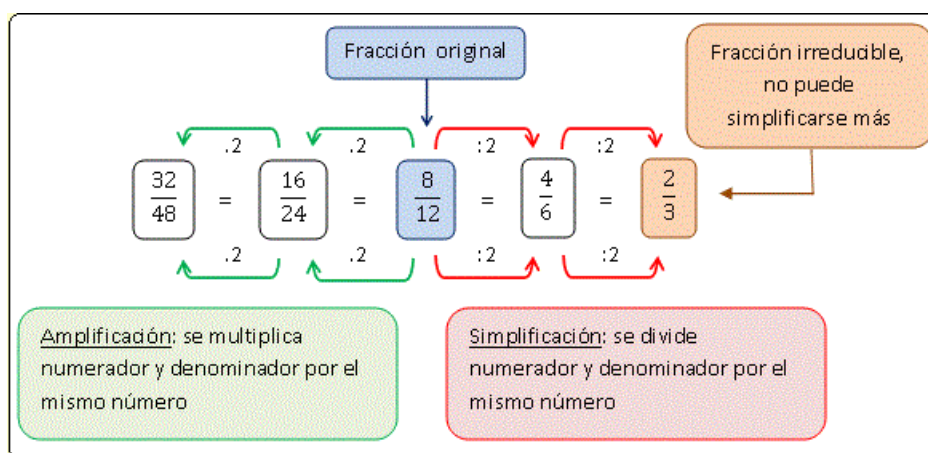 Fracción original
Fracción irreducible,
no puede
simplificarse más
.2 .2 :2 :2
32/48 = 16/24 = 8/12 = 4/6 = 2/3
.2 .2 :2 :2
Amplificación: se multiplica
numerador y denominador por el
mismo número
Simplificación: se divide
numerador y denominador por el
mismo número